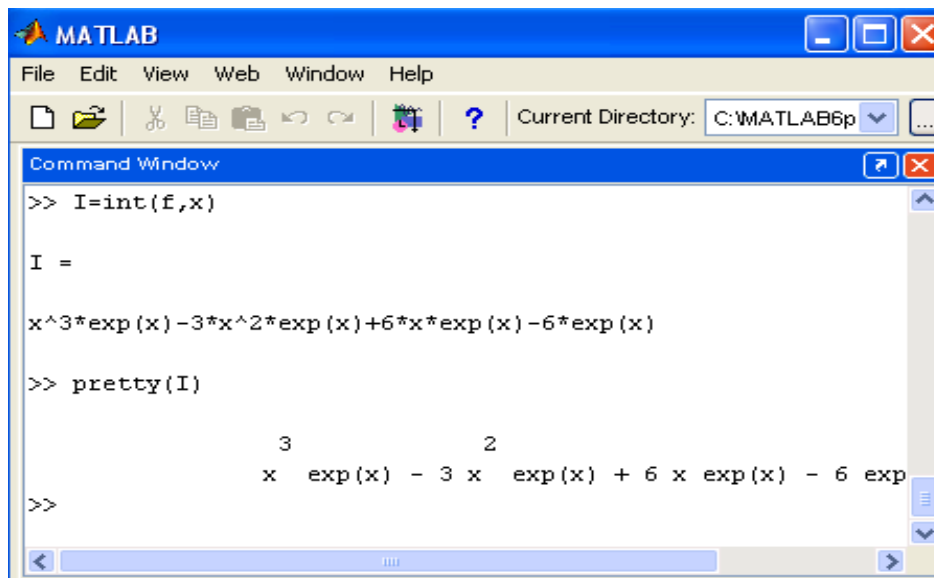 MATLAB
File Edit View Web Window Help
? Current Directory: C:\MATLAB6p ...
Command Window
>> I=int(f,x)
I =
x^3*exp(x)-3*x^2*exp(x)+6*x*exp(x)-6*exp(x)
>> pretty(I)
3 2
x exp(x) - 3 x exp(x) + 6 x exp(x) - 6 exp
>>